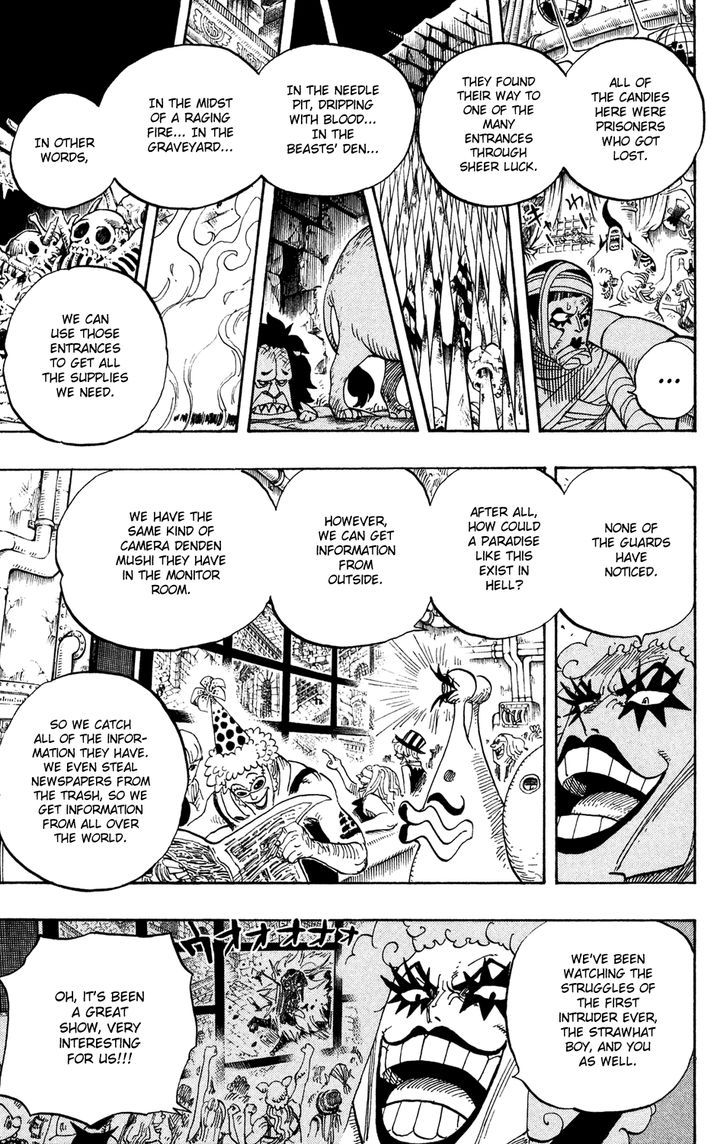 ALL OF
THE CANDIES
HERE WERE
PRISONERS
WHO GOT
LOST.
THEY FOUND
THEIR WAY TO
ONE OF THE
MANY
ENTRANCES
THROUGH
SHEER LUCK.
IN THE NEEDLE
PIT, DRIPPING
WITH BLOOD...
IN THE
BEASTS' DEN...
IN THE MIDST
OF A RAGING
FIRE... IN THE
GRAVEYARD...
IN OTHER
WORDS,
WE CAN
USE THOSE
ENTRANCES
TO GET ALL
THE SUPPLIES
WE NEED.
...
NONE OF
THE GUARDS
HAVE
NOTICED.
AFTER ALL,
HOW COULD
A PARADISE
LIKE THIS
EXIST IN
HELL?
HOWEVER,
WE CAN GET
INFORMATION
FROM
OUTSIDE.
WE HAVE THE
SAME KIND OF
CAMERA DENDEN
MUSHI THEY HAVE
IN THE MONITOR
ROOM.
SO WE CATCH
ALL OF THE INFOR-
MATION THEY HAVE.
WE EVEN STEAL
NEWSPAPERS FROM
THE TRASH, SO WE
GET INFORMATION
FROM ALL OVER
THE WORLD.
WE'VE BEEN
WATCHING THE
STRUGGLES OF
THE FIRST
INTRUDER EVER,
THE STRAWHAT
BOY, AND YOU
AS WELL.
OH, IT'S BEEN
A GREAT
SHOW, VERY
INTERESTING
FOR US!!!